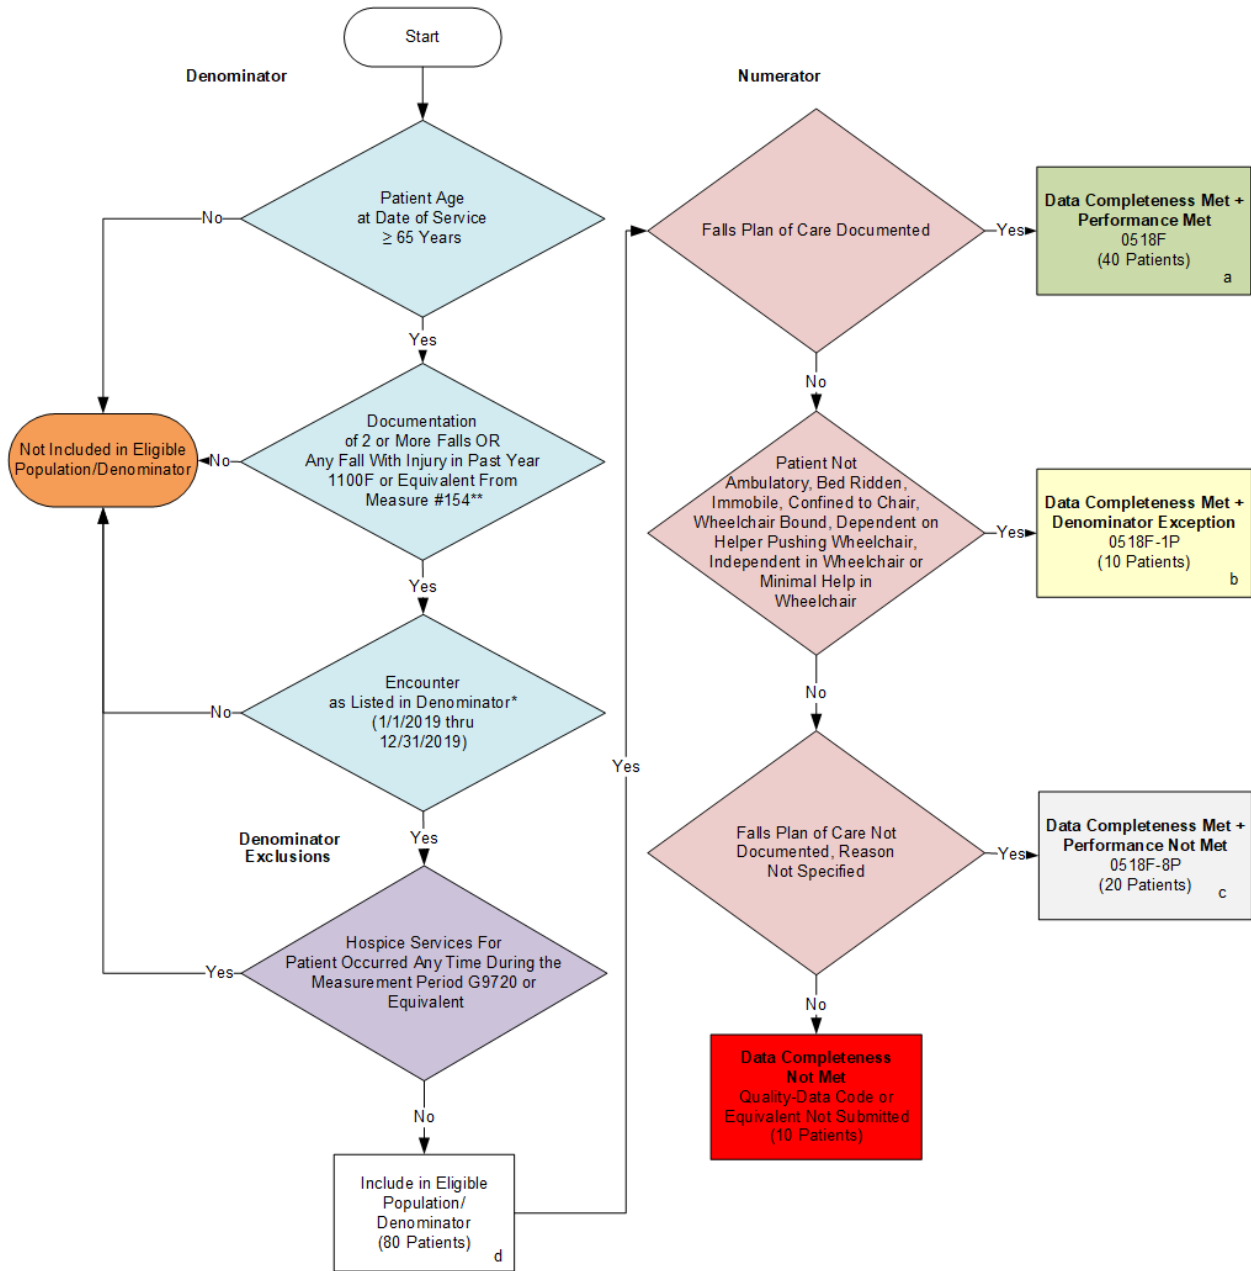 Start
Denominator
Patient Age
at Date of Service
≥ 65 Years
No
Yes
Documentation
of 2 or More Falls OR
Any Fall With Injury in Past Year
1100F or Equivalent From
Measure #154**
No
Not Included in Eligible
Population/Denominator
Yes
Encounter
as Listed in Denominator*
(1/1/2019 thru
12/31/2019)
No
Yes
Denominator
Exclusions
Hospice Services For
Patient Occurred Any Time During the
Measurement Period G9720 or
Equivalent
Yes
No
Include in Eligible
Population/
Denominator
(80 Patients)
d
Yes
Numerator
Falls Plan of Care Documented
Yes
Data Completeness Met +
Performance Met
0518F
(40 Patients)
a
No
Patient Not
Ambulatory, Bed Ridden,
Immobile, Confined to Chair,
Wheelchair Bound, Dependent on
Helper Pushing Wheelchair,
Independent in Wheelchair or
Minimal Help in
Wheelchair
Yes
Data Completeness Met +
Denominator Exception
0518F-1P
(10 Patients)
b
No
Falls Plan of Care Not
Documented, Reason
Not Specified
Yes
Data Completeness Met +
Performance Not Met
0518F-8P
(20 Patients)
c
No
Data Completeness
Not Met
Quality-Data Code or
Equivalent Not Submitted
(10 Patients)